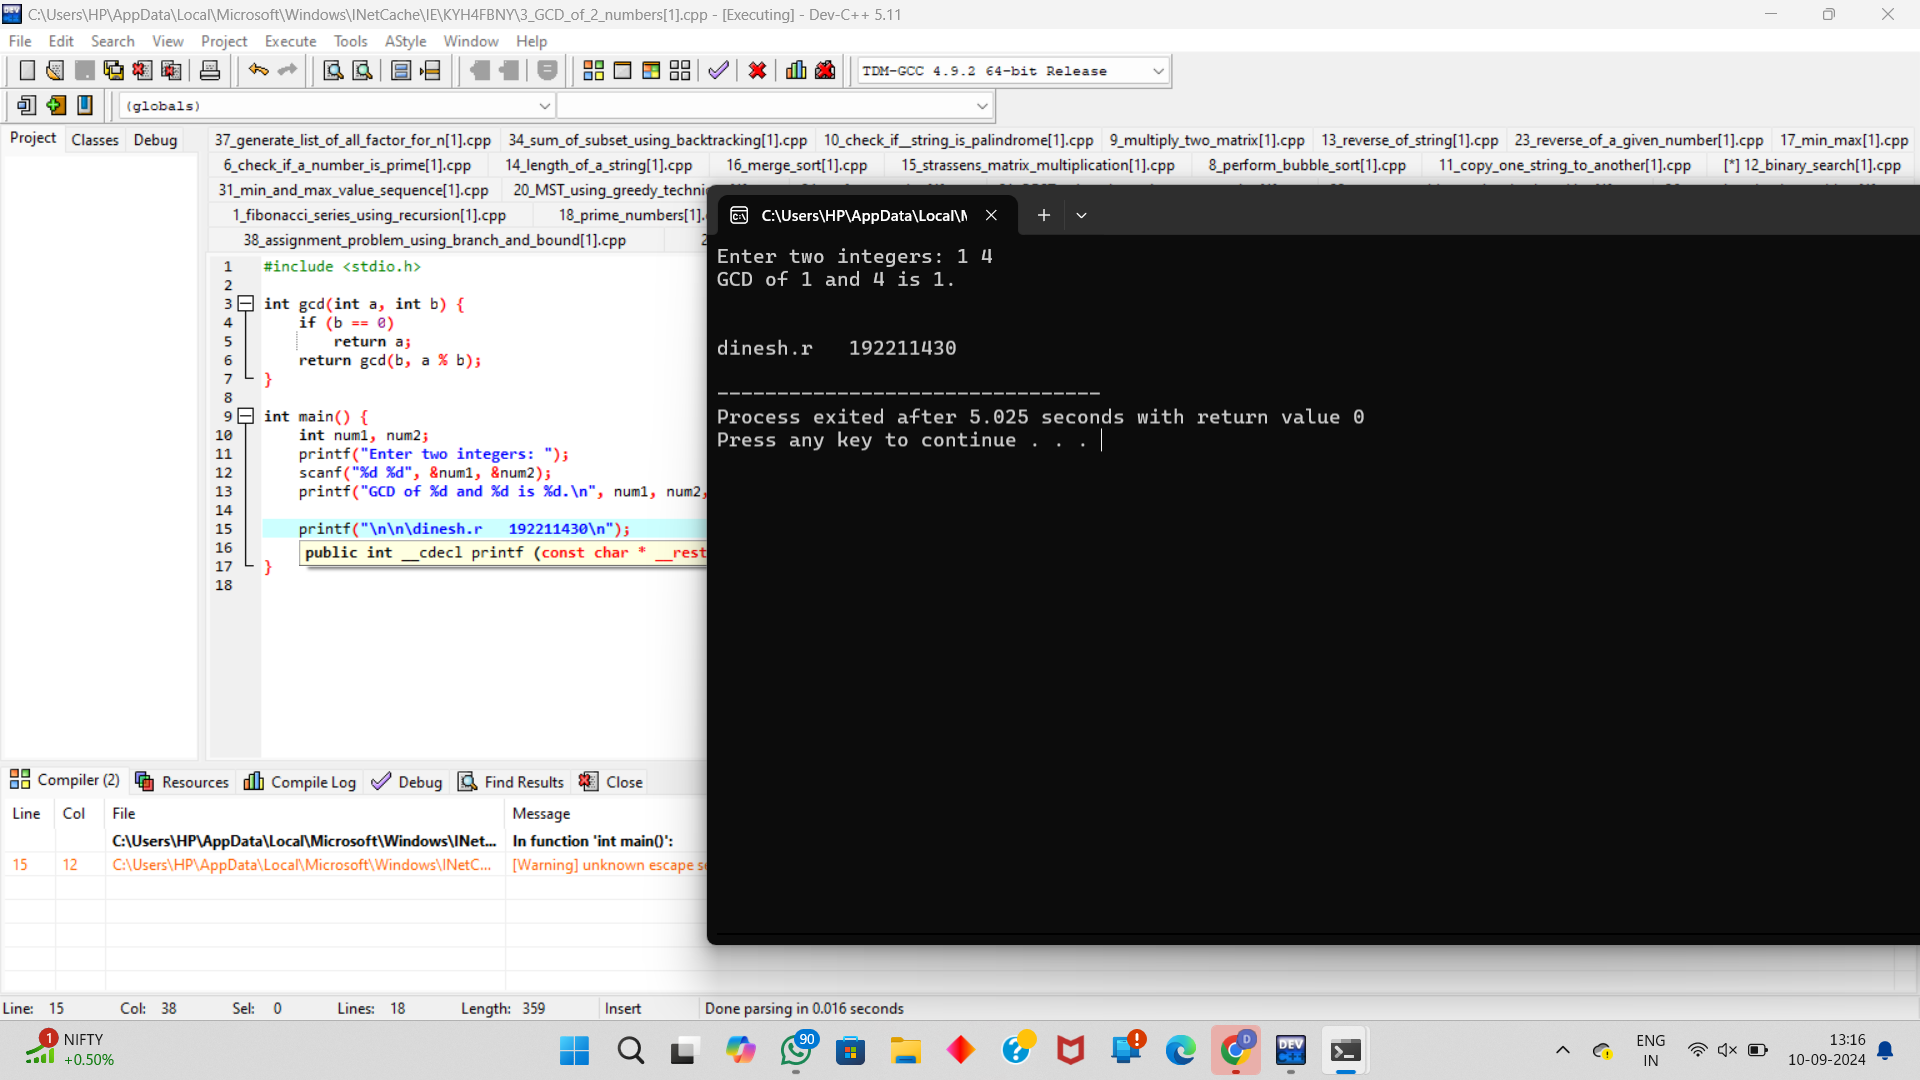 C:\Users\HP\AppData\Local\Microsoft\Windows\INetCache\IE\KYH4FBNY\3_GCD_of_2_numbers[1].cpp - [Executing] - Dev-C++ 5.11
File Edit Search View Project Execute Tools AStyle Window Help
TDM-GCC 4.9.2 64-bit Release
(globals)
Project Classes Debug
37_generate_list_of_all_factor_for_n[1].cpp 34_sum_of_subset_using_backtracking[1].cpp 10_check_if__string_is_palindrome[1].cpp 9_multiply_two_matrix[1].cpp 13_reverse_of_string[1].cpp 23_reverse_of_a_given_number[1].cpp 17_min_max[1].cpp
6_check_if_a_number_is_prime[1].cpp 14_length_of_a_string[1].cpp 16_merge_sort[1].cpp 15_strassens_matrix_multiplication[1].cpp 8_perform_bubble_sort[1].cpp 11_copy_one_string_to_another[1].cpp [*] 12_binary_search[1].cpp
31_min_and_max_value_sequence[1].cpp 20_MST_using_greedy_techni
1_fibonacci_series_using_recursion[1].cpp 18_prime_numbers[1].
38_assignment_problem_using_branch_and_bound[1].cpp 2
1 #include <stdio.h>
2
3 int gcd(int a, int b) {
4 if (b == 0)
5 return a;
6 return gcd(b, a % b);
7 }
8
9 int main() {
10 int num1, num2;
11 printf("Enter two integers: ");
12 scanf("%d %d", &num1, &num2);
13 printf("GCD of %d and %d is %d.\n", num1, num2,
14
15 printf("\n\n\dinesh.r   192211430\n");
16 public int __cdecl printf (const char * __rest
17 }
18
C:\Users\HP\AppData\Local\M
Enter two integers: 1 4
GCD of 1 and 4 is 1.
dinesh.r   192211430
--------------------------------
Process exited after 5.025 seconds with return value 0
Press any key to continue . . .
Compiler (2) Resources Compile Log Debug Find Results Close
Line Col File Message
C:\Users\HP\AppData\Local\Microsoft\Windows\INet... In function 'int main()':
15 12 C:\Users\HP\AppData\Local\Microsoft\Windows\INetC... [Warning] unknown escape s
Line: 15 Col: 38 Sel: 0 Lines: 18 Length: 359 Insert Done parsing in 0.016 seconds
1 NIFTY
+0.50%
90
D
DEV
C++
ENG
IN
13:16
10-09-2024